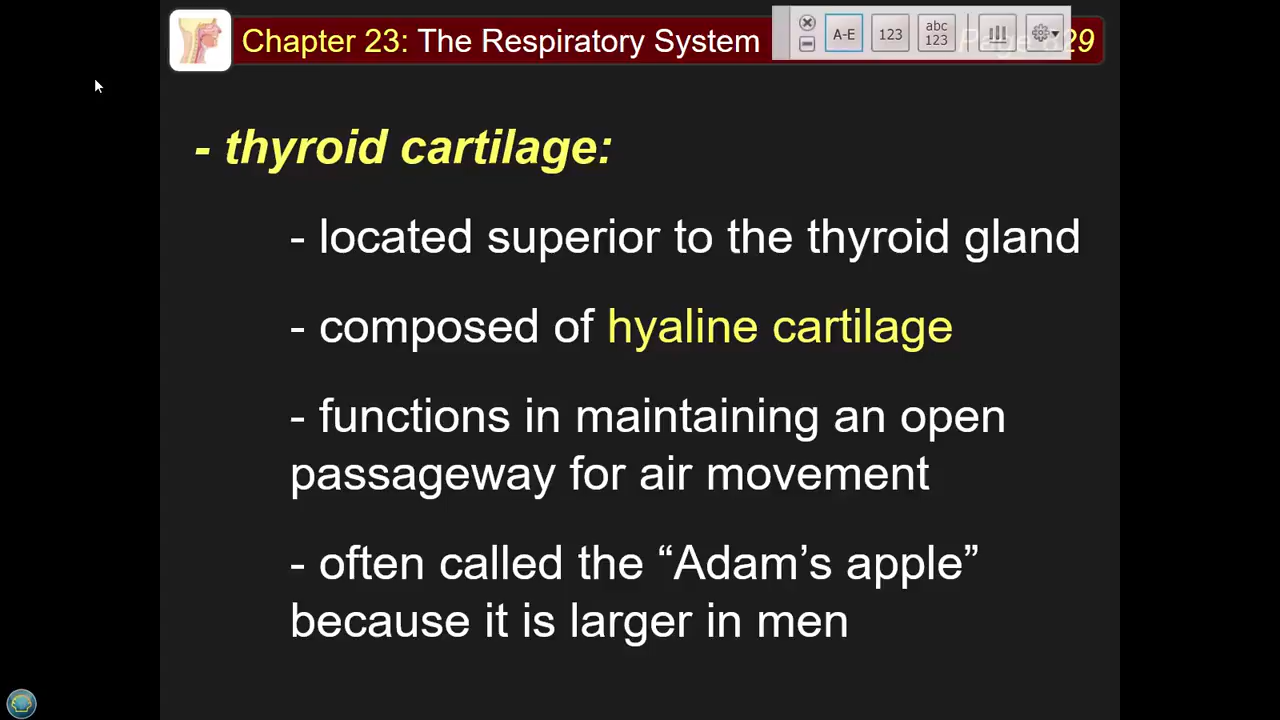 Chapter 23: The Respiratory System
A-E
123
abc
123
29
- thyroid cartilage:
- located superior to the thyroid gland
- composed of hyaline cartilage
- functions in maintaining an open
passageway for air movement
- often called the “Adam’s apple”
because it is larger in men